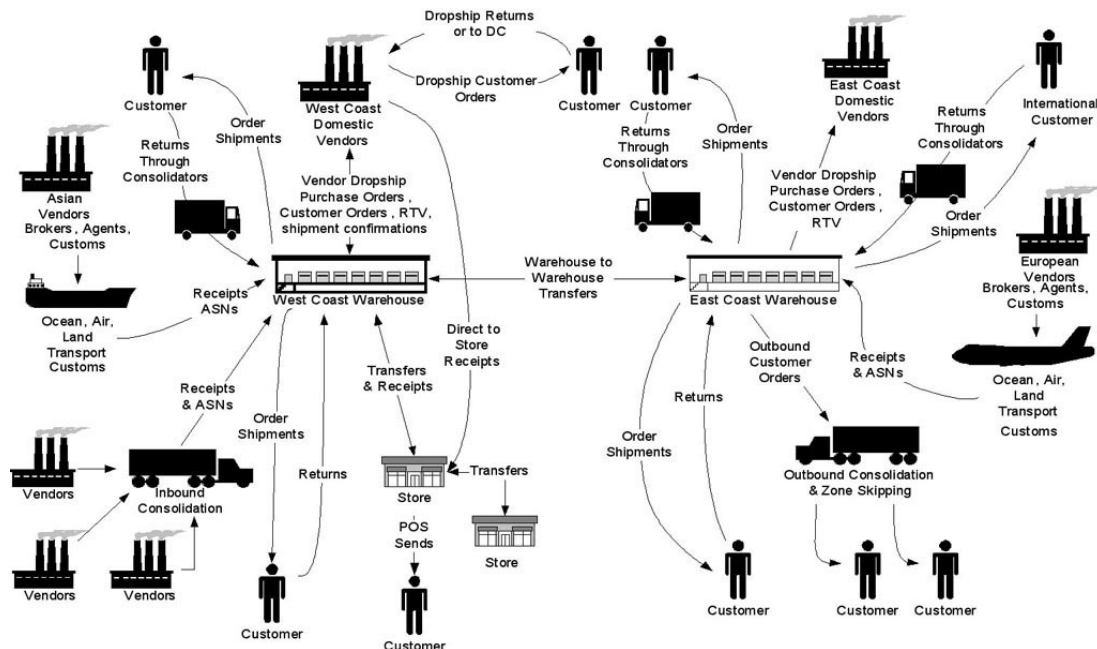 Dropship Returns
or to DC
Dropship Customer
Orders
Customer
Order
Shipments
Returns
Through
Consolidators
West Coast
Domestic
Vendors
Customer
Customer
Returns
Through
Consolidators
Order
Shipments
East Coast
Domestic
Vendors
Returns
Through
Consolidators
International
Customer
Asian
Vendors
Brokers, Agents,
Customs
Vendor Dropship
Purchase Orders ,
Customer Orders , RTV,
shipment confirmations
Vendor Dropship
Purchase Orders ,
Customer Orders ,
RTV
Order
Shipments
European
Vendors
Brokers, Agents,
Customs
Receipts
ASNs
West Coast Warehouse
Warehouse to
Warehouse
Transfers
East Coast Warehouse
Ocean, Air,
Land
Transport
Customs
Direct to
Store
Receipts
Outbound
Customer
Orders
Receipts
& ASNs
Ocean, Air,
Land
Transport
Customs
Receipts
& ASNs
Transfers
& Receipts
Returns
Order
Shipments
Order
Shipments
Vendors
Inbound
Consolidation
Returns
Store
Transfers
Outbound Consolidation
& Zone Skipping
POS
Sends
Store
Vendors
Vendors
Customer
Customer
Customer
Customer
Customer